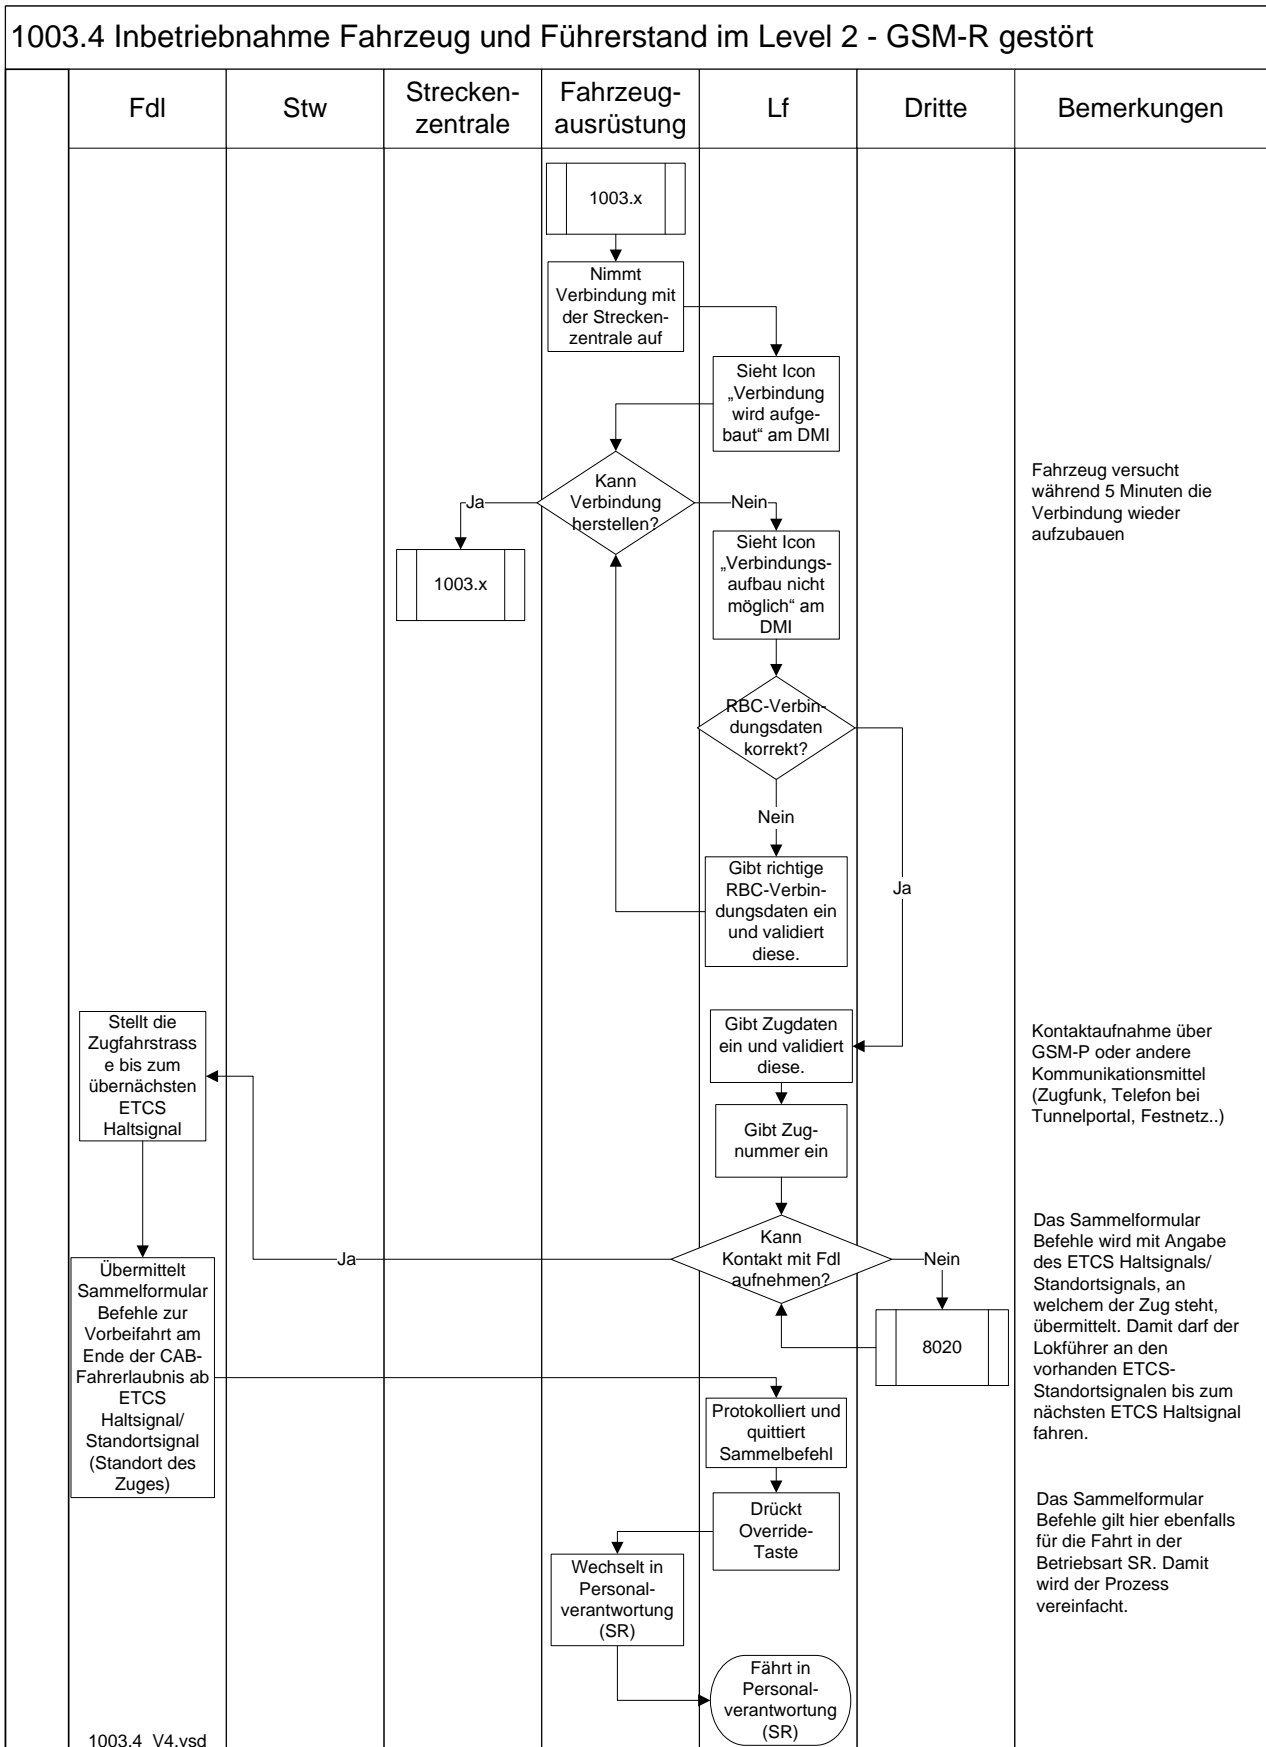 1003.4 Inbetriebnahme Fahrzeug und Führerstand im Level 2 - GSM-R gestört
Fdl
Stw
Strecken-
zentrale
Fahrzeug-
ausrüstung
Lf
Dritte
Bemerkungen
1003.x
Nimmt
Verbindung mit
der Strecken-
zentrale auf
Sieht Icon
„Verbindung
wird aufge-
baut“ am DMI
Kann
Verbindung
herstellen?
Ja
Nein
Fahrzeug versucht
während 5 Minuten die
Verbindung wieder
aufzubauen
1003.x
Sieht Icon
„Verbindungs-
aufbau nicht
möglich“ am
DMI
RBC-Verbin-
dungsdaten
korrekt?
Nein
Ja
Gibt richtige
RBC-Verbin-
dungsdaten ein
und validiert
diese.
Stellt die
Zugfahrstrass
e bis zum
übernächsten
ETCS
Haltsignal
Gibt Zugdaten
ein und validiert
diese.
Kontaktaufnahme über
GSM-P oder andere
Kommunikationsmittel
(Zugfunk, Telefon bei
Tunnelportal, Festnetz..)
Gibt Zug-
nummer ein
Kann
Kontakt mit Fdl
aufnehmen?
Ja
Nein
8020
Das Sammelformular
Befehle wird mit Angabe
des ETCS Haltsignals/
Standortsignals, an
welchem der Zug steht,
übermittelt. Damit darf der
Lokführer an den
vorhanden ETCS-
Standortsignalen bis zum
nächsten ETCS Haltsignal
fahren.
Übermittelt
Sammelformular
Befehle zur
Vorbeifahrt am
Ende der CAB-
Fahrerlaubnis ab
ETCS
Haltsignal/
Standortsignal
(Standort des
Zuges)
Protokolliert und
quittiert
Sammelbefehl
Drückt
Override-
Taste
Das Sammelformular
Befehle gilt hier ebenfalls
für die Fahrt in der
Betriebsart SR. Damit
wird der Prozess
vereinfacht.
Wechselt in
Personal-
verantwortung
(SR)
Fährt in
Personal-
verantwortung
(SR)
1003.4_V4.vsd